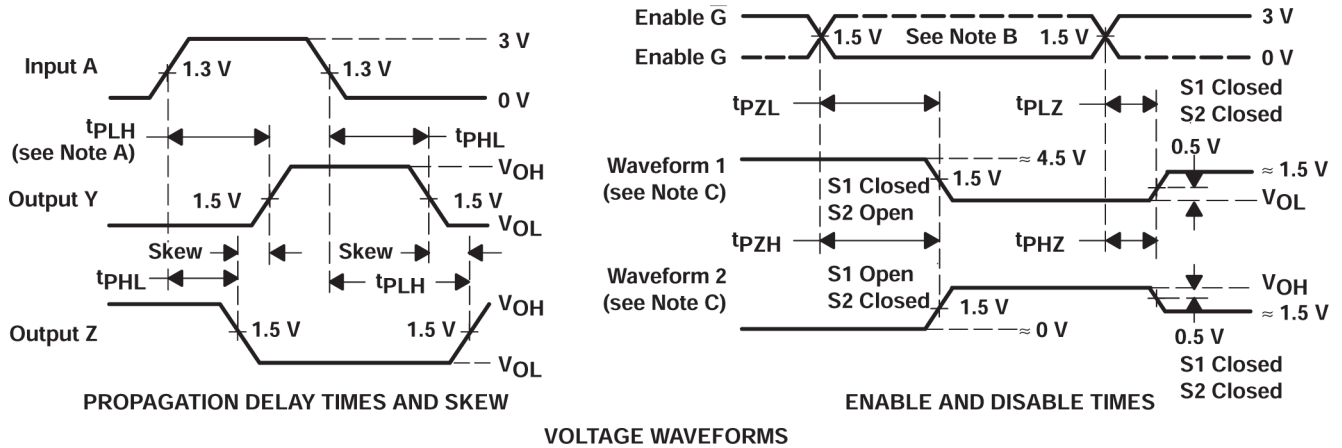 Input A
1.3 V
1.3 V
3 V
0 V
tPLH
(see Note A)
tPHL
Output Y
1.5 V
1.5 V
VOH
VOL
Skew
Skew
tPHL
tPLH
Output Z
1.5 V
1.5 V
VOH
VOL
PROPAGATION DELAY TIMES AND SKEW
Enable G̅
Enable G
1.5 V
See Note B
1.5 V
3 V
0 V
tPZL
tPLZ
S1 Closed
S2 Closed
Waveform 1
(see Note C)
S1 Closed
S2 Open
≈ 4.5 V
1.5 V
0.5 V
≈ 1.5 V
VOL
tPZH
tPHZ
Waveform 2
(see Note C)
S1 Open
S2 Closed
1.5 V
≈ 0 V
VOH
≈ 1.5 V
0.5 V
S1 Closed
S2 Closed
ENABLE AND DISABLE TIMES
VOLTAGE WAVEFORMS